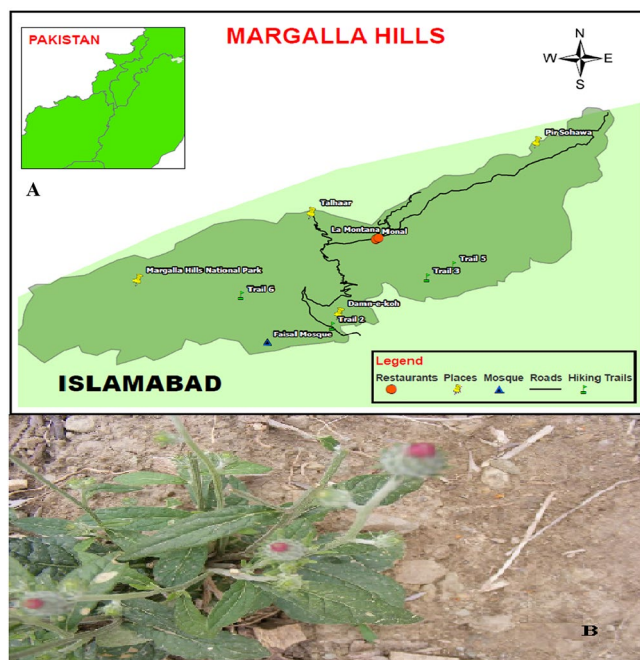 PAKISTAN
MARGALLA HILLS
N
W E
S
A
Pir Sohawa
Talhaar
La Montana Monal
Trail 5
Trail 3
Margalla Hills National Park
Trail 6
Damn-e-koh
Trail 2
Faisal Mosque
ISLAMABAD
Legend
Restaurants Places Mosque Roads Hiking Trails
B